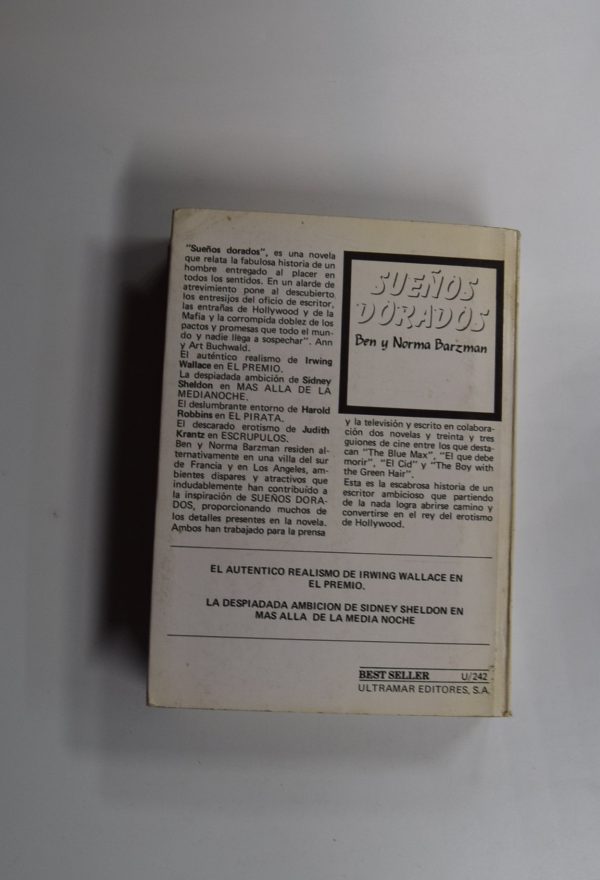 "Sueños dorados", es una novela
que relata la fabulosa historia de un
hombre entregado al placer en
todos los sentidos. En un alarde de
atrevimiento pone al descubierto
los entresijos del oficio de escritor,
las entrañas de Hollywood y de la
Mafia y la corrompida doblez de los
pactos y promesas que todo el mun-
do y nadie llega a sospechar". Ann
y Art Buchwald.
El auténtico realismo de Irwing
Wallace en EL PREMIO.
La despiadada ambición de Sidney
Sheldon en MAS ALLA DE LA
MEDIANOCHE.
El deslumbrante entorno de Harold
Robbins en EL PIRATA.
El descarado erotismo de Judith
Krantz en ESCRUPULOS.
Ben y Norma Barzman residen al-
ternativamente en una villa del sur
de Francia y en Los Angeles, am-
bientes dispares y atractivos que
indudablemente han contribuido a
la inspiración de SUEÑOS DORA-
DOS, proporcionando muchos de
los detalles presentes en la novela.
Ambos han trabajado para la prensa
SUEÑOS
DORADOS
Ben y Norma Barzman
y la televisión y escrito en colabora-
ción dos novelas y treinta y tres
guiones de cine entre los que desta-
can "The Blue Max", "El que debe
morir", "El Cid" y "The Boy with
the Green Hair".
Esta es la escabrosa historia de un
escritor ambicioso que partiendo
de la nada logra abrirse camino y
convertirse en el rey del erotismo
de Hollywood.
EL AUTENTICO REALISMO DE IRWING WALLACE EN
EL PREMIO.
LA DESPIADADA AMBICION DE SIDNEY SHELDON EN
MAS ALLA DE LA MEDIA NOCHE
BEST SELLER U/242
ULTRAMAR EDITORES, S.A.